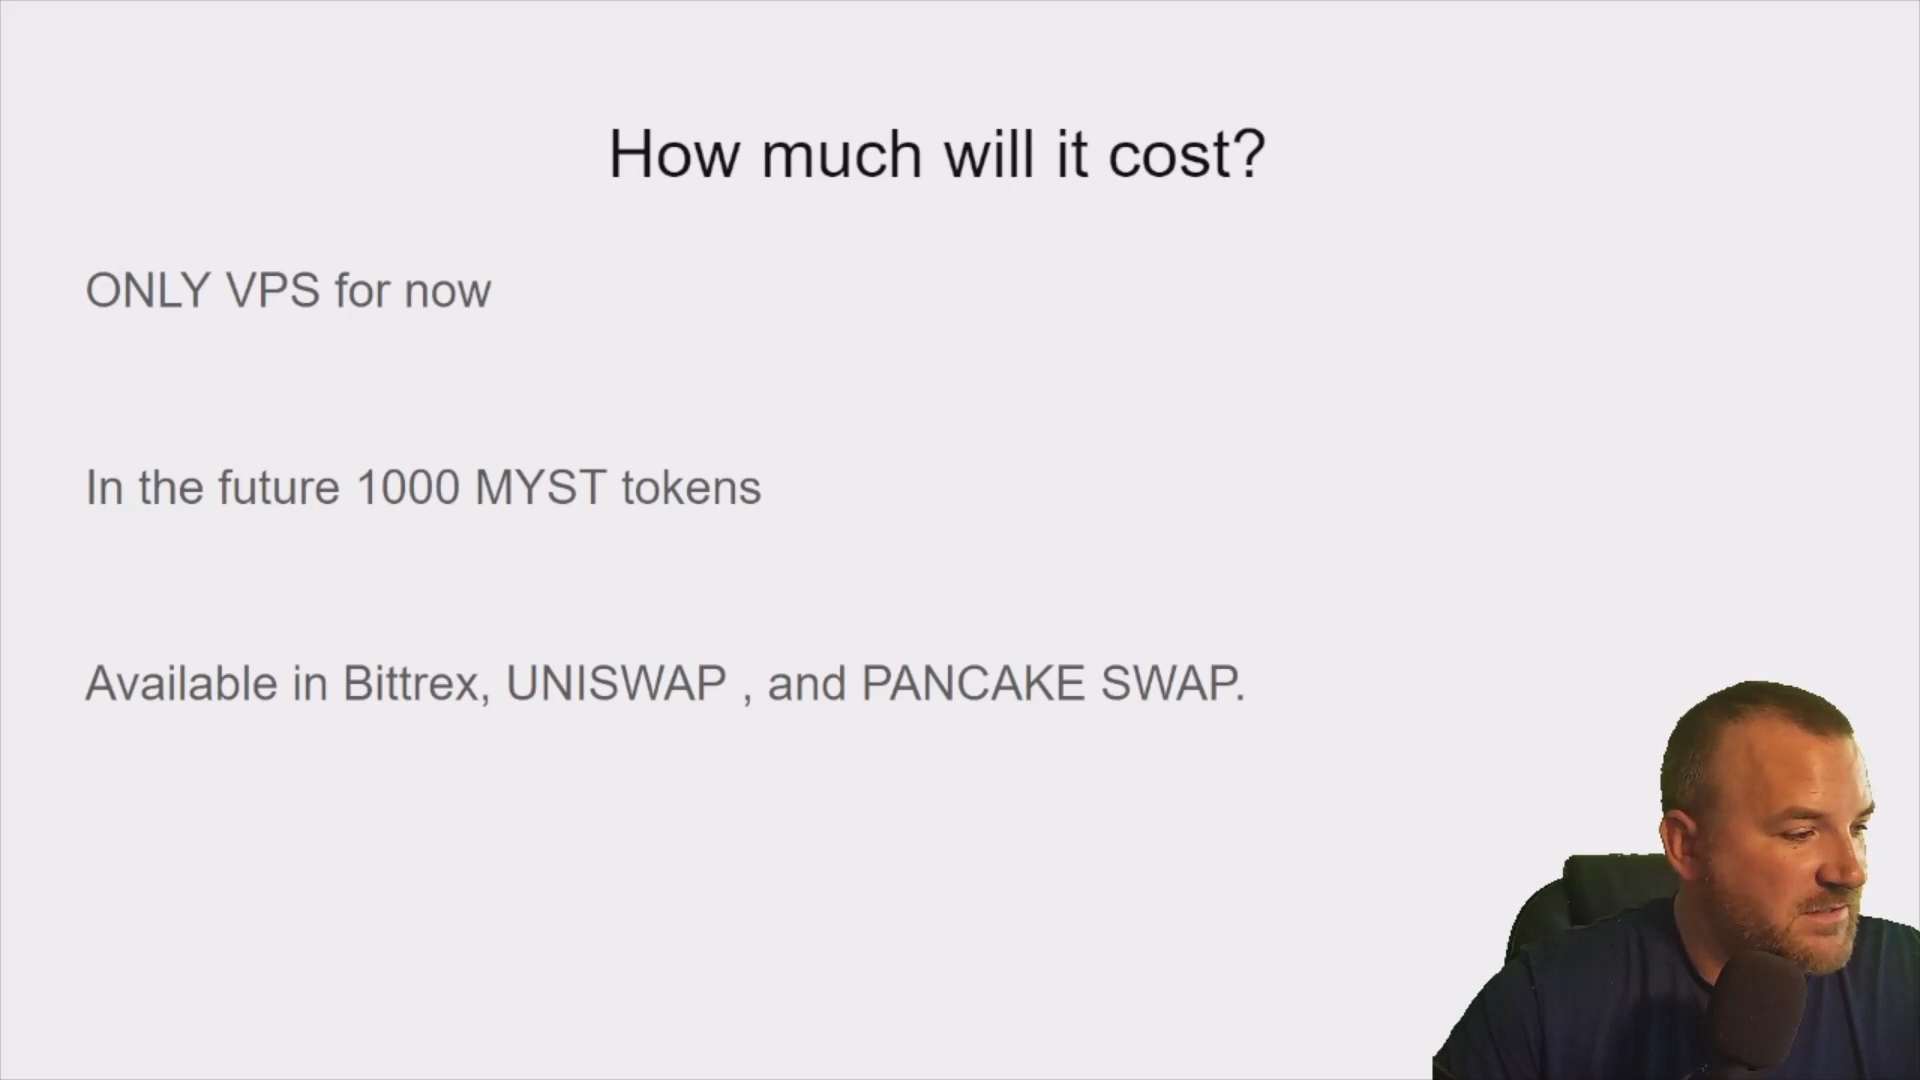 How much will it cost?
ONLY VPS for now
In the future 1000 MYST tokens
Available in Bittrex, UNISWAP , and PANCAKE SWAP.